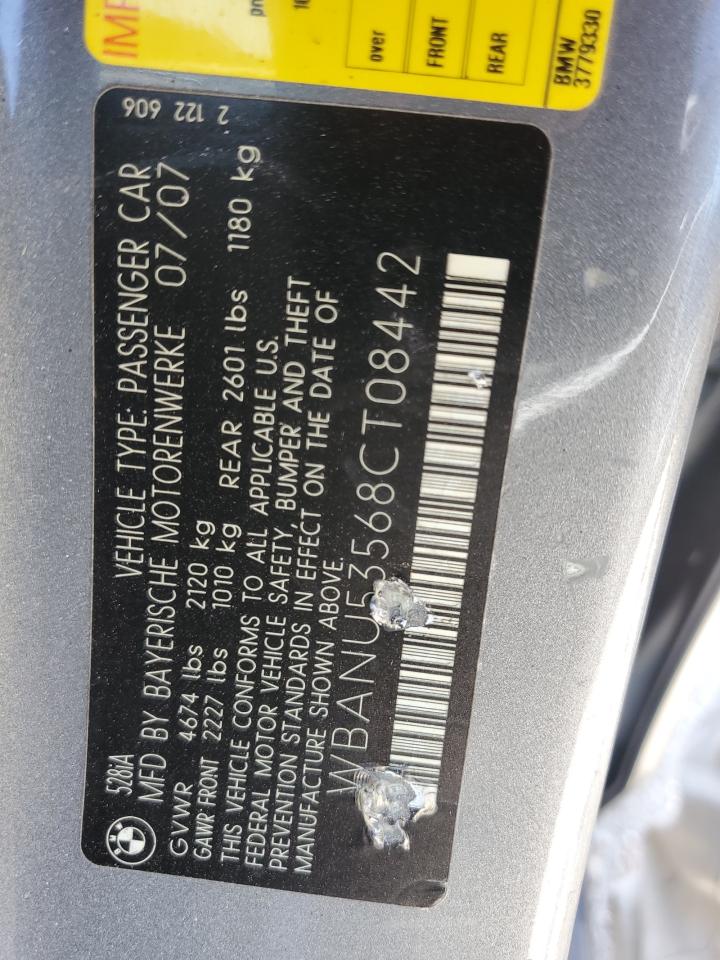 over
FRONT
REAR
BMW
3779330
2 122 606
528iA VEHICLE TYPE: PASSENGER CAR
MFD BY BAYERISCHE MOTORENWERKE 07/07
GVWR 4674 lbs 2120 kg
GAWR FRONT 2227 lbs 1010 kg REAR 2601 lbs 1180 kg
THIS VEHICLE CONFORMS TO ALL APPLICABLE U.S.
FEDERAL MOTOR VEHICLE SAFETY, BUMPER AND THEFT
PREVENTION STANDARDS IN EFFECT ON THE DATE OF
MANUFACTURE SHOWN ABOVE.
WBANU53568CT08442